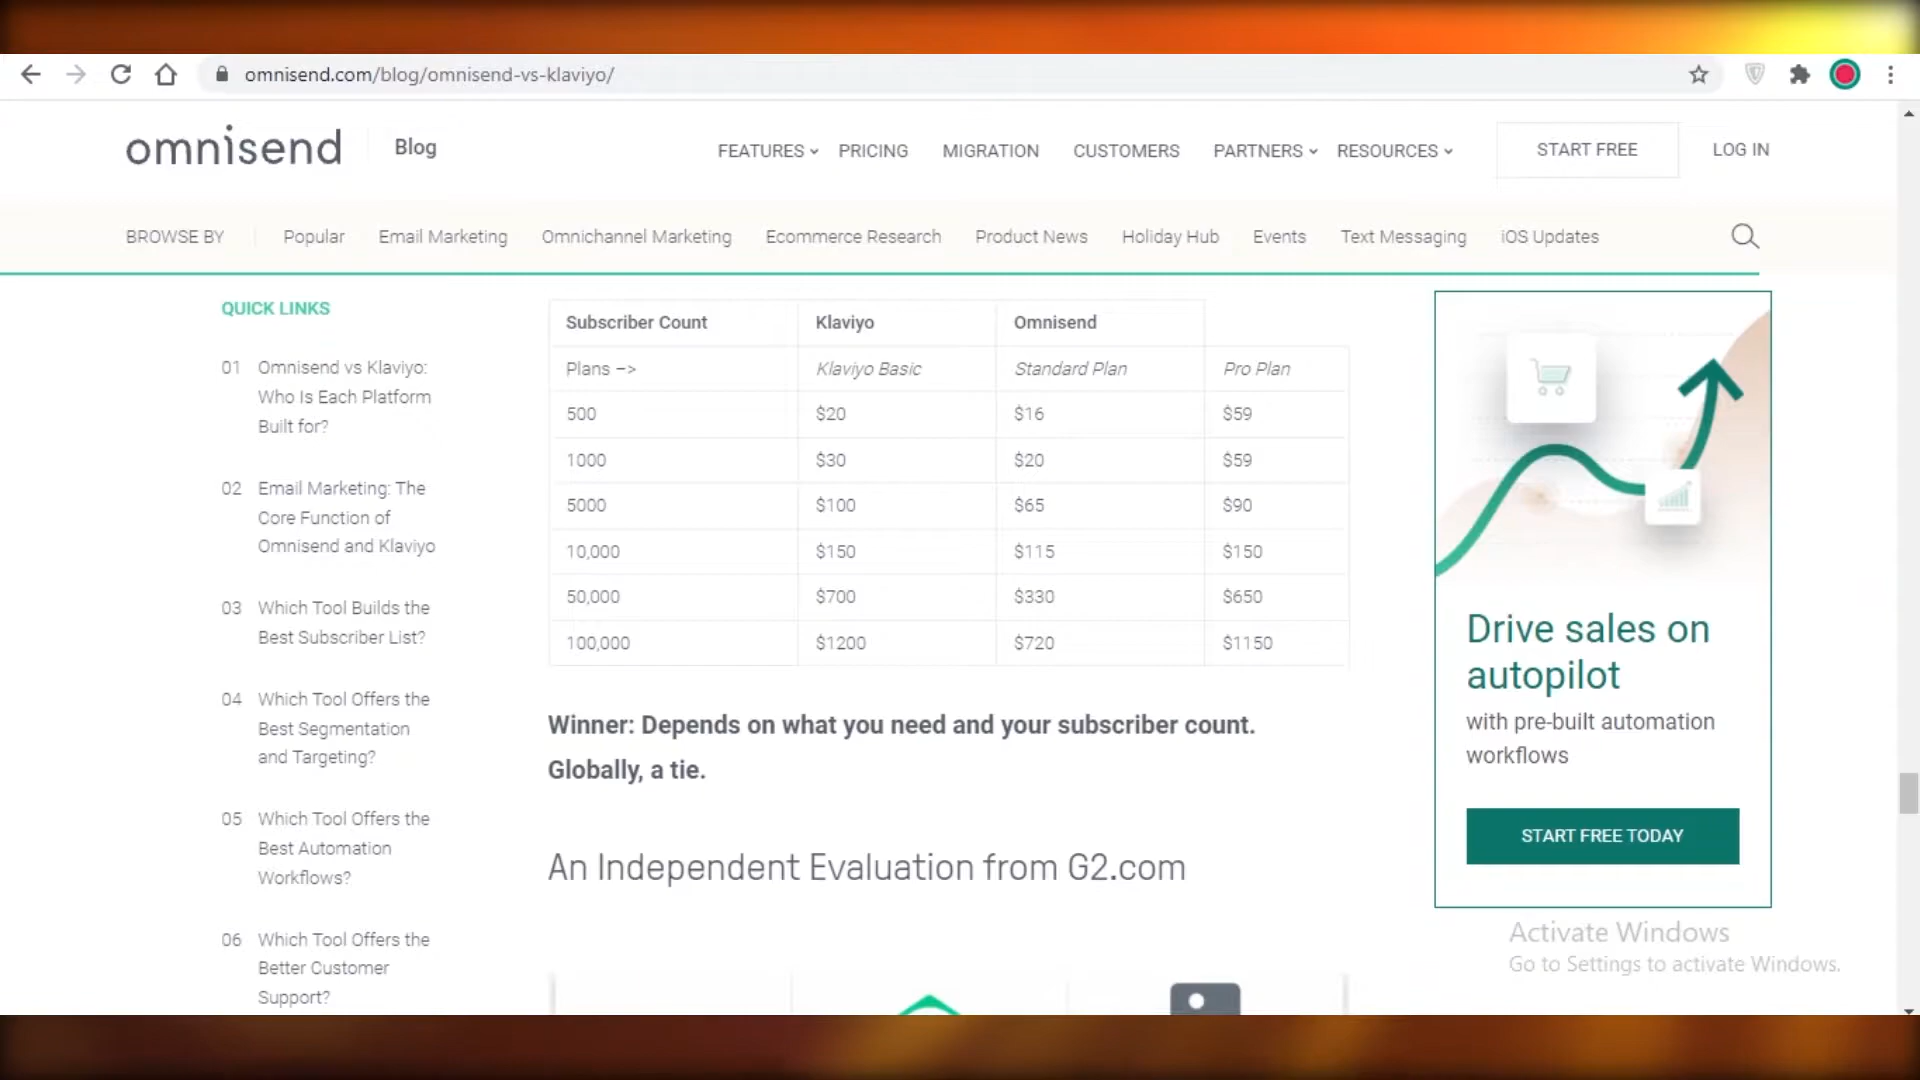 omnisend.com/blog/omnisend-vs-klaviyo/
omnisend
Blog
FEATURES
PRICING
MIGRATION
CUSTOMERS
PARTNERS
RESOURCES
START FREE
LOG IN
BROWSE BY
Popular
Email Marketing
Omnichannel Marketing
Ecommerce Research
Product News
Holiday Hub
Events
Text Messaging
iOS Updates
QUICK LINKS
01 Omnisend vs Klaviyo:
Who Is Each Platform
Built for?
02 Email Marketing: The
Core Function of
Omnisend and Klaviyo
03 Which Tool Builds the
Best Subscriber List?
04 Which Tool Offers the
Best Segmentation
and Targeting?
05 Which Tool Offers the
Best Automation
Workflows?
06 Which Tool Offers the
Better Customer
Support?
Subscriber Count Klaviyo Omnisend
Plans –> Klaviyo Basic Standard Plan Pro Plan
500 $20 $16 $59
1000 $30 $20 $59
5000 $100 $65 $90
10,000 $150 $115 $150
50,000 $700 $330 $650
100,000 $1200 $720 $1150
Winner: Depends on what you need and your subscriber count.
Globally, a tie.
An Independent Evaluation from G2.com
Drive sales on
autopilot
with pre-built automation
workflows
START FREE TODAY
Activate Windows
Go to Settings to activate Windows.